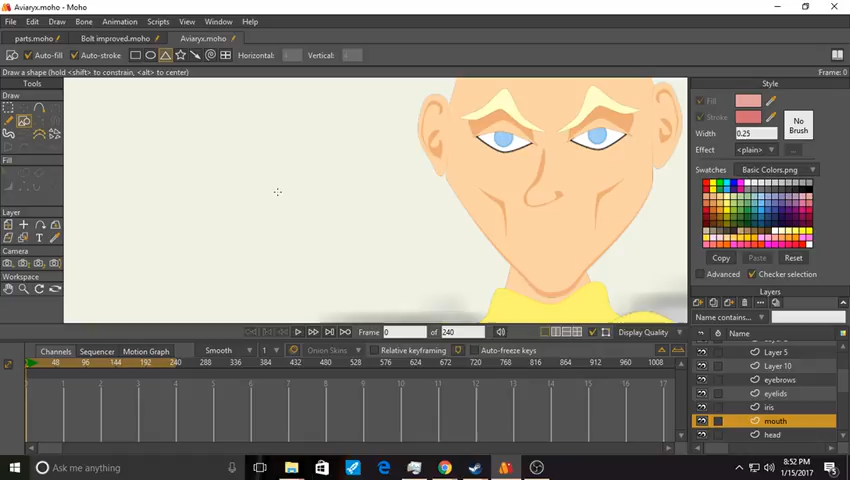 Aviaryx.moho - Moho
File Edit Draw Bone Animation Scripts View Window Help
parts.moho Bolt improved.moho Aviaryx.moho
Auto-fill Auto-stroke Horizontal: Vertical:
Draw a shape (hold <shift> to constrain, <alt> to center) Frame: 0
Tools
Draw
Fill
Layer
Camera
Workspace
Style
Fill
Stroke
No Brush
Width 0.25
Effect <plain> ...
Swatches Basic Colors.png
Copy Paste Reset
Advanced Checker selection
Layers
Name contains...
Name
Layer 5
Layer 10
eyebrows
eyelids
iris
mouth
head
Frame 0 of 240 Display Quality
Channels Sequencer Motion Graph Smooth 1 Onion Skins Relative keyframing Auto-freeze keys
48 96 144 192 240 288 336 384 432 480 528 576 624 672 720 768 816 864 912 960 1008
1 2 3 4 5 6 7 8 9 10 11 12 13 14 15 16 17
Ask me anything
8:52 PM
1/15/2017